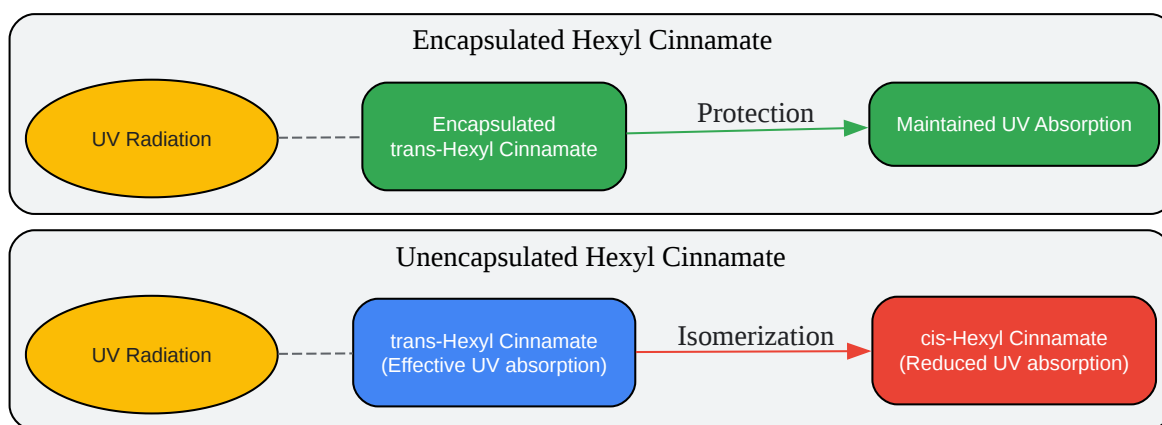 Encapsulated Hexyl Cinnamate
UV Radiation
Encapsulated
trans-Hexyl Cinnamate
Protection
Maintained UV Absorption
Unencapsulated Hexyl Cinnamate
UV Radiation
trans-Hexyl Cinnamate
(Effective UV absorption)
Isomerization
cis-Hexyl Cinnamate
(Reduced UV absorption)